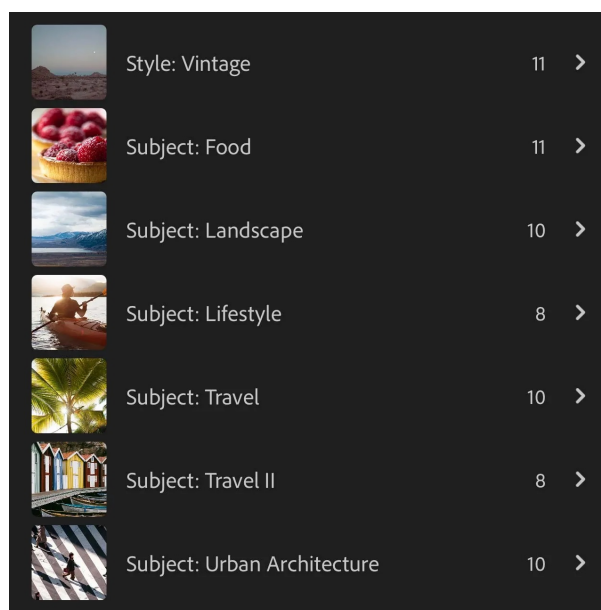 Style: Vintage 11
Subject: Food 11
Subject: Landscape 10
Subject: Lifestyle 8
Subject: Travel 10
Subject: Travel II 8
Subject: Urban Architecture 10